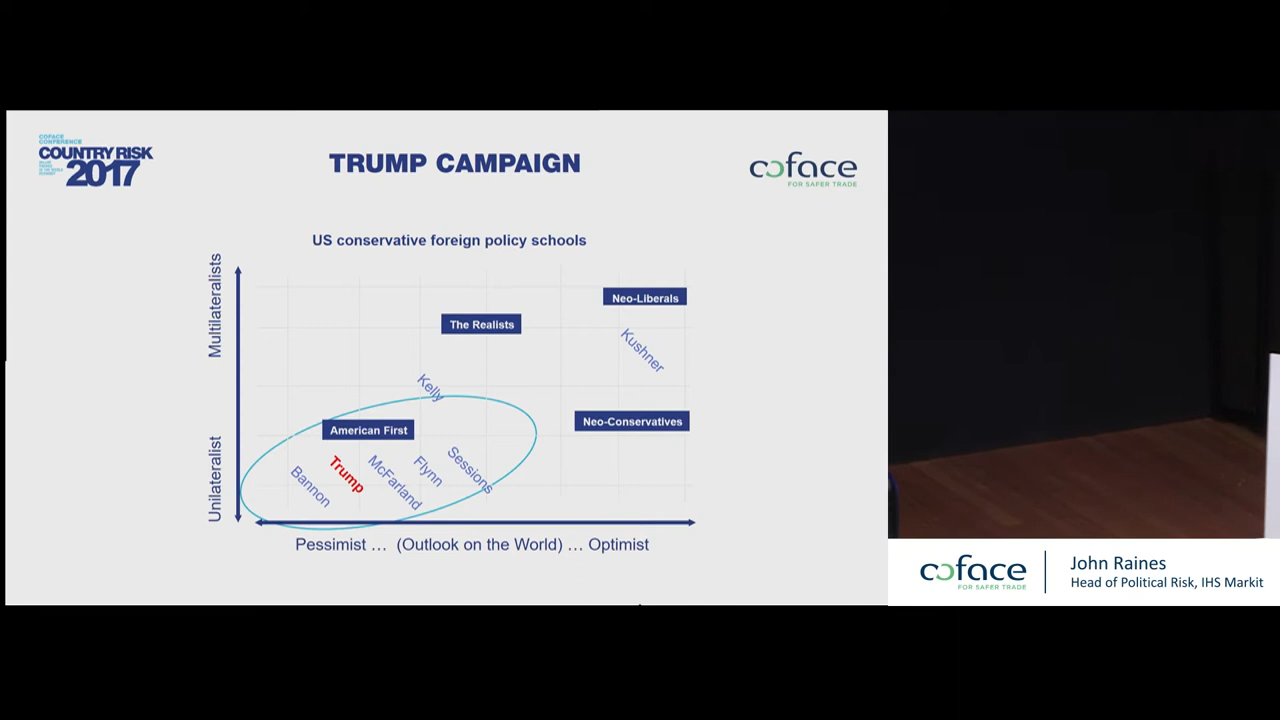 COFACE
CONFERENCE
COUNTRY RISK
2017
TRUMP CAMPAIGN
coface
FOR SAFER TRADE
US conservative foreign policy schools
Multilateralists
Unilateralist
Neo-Liberals
The Realists
Kushner
Kelly
Neo-Conservatives
American First
Bannon
Trump
McFarland
Flynn
Sessions
Pessimist … (Outlook on the World) … Optimist
coface
FOR SAFER TRADE
John Raines
Head of Political Risk, IHS Markit